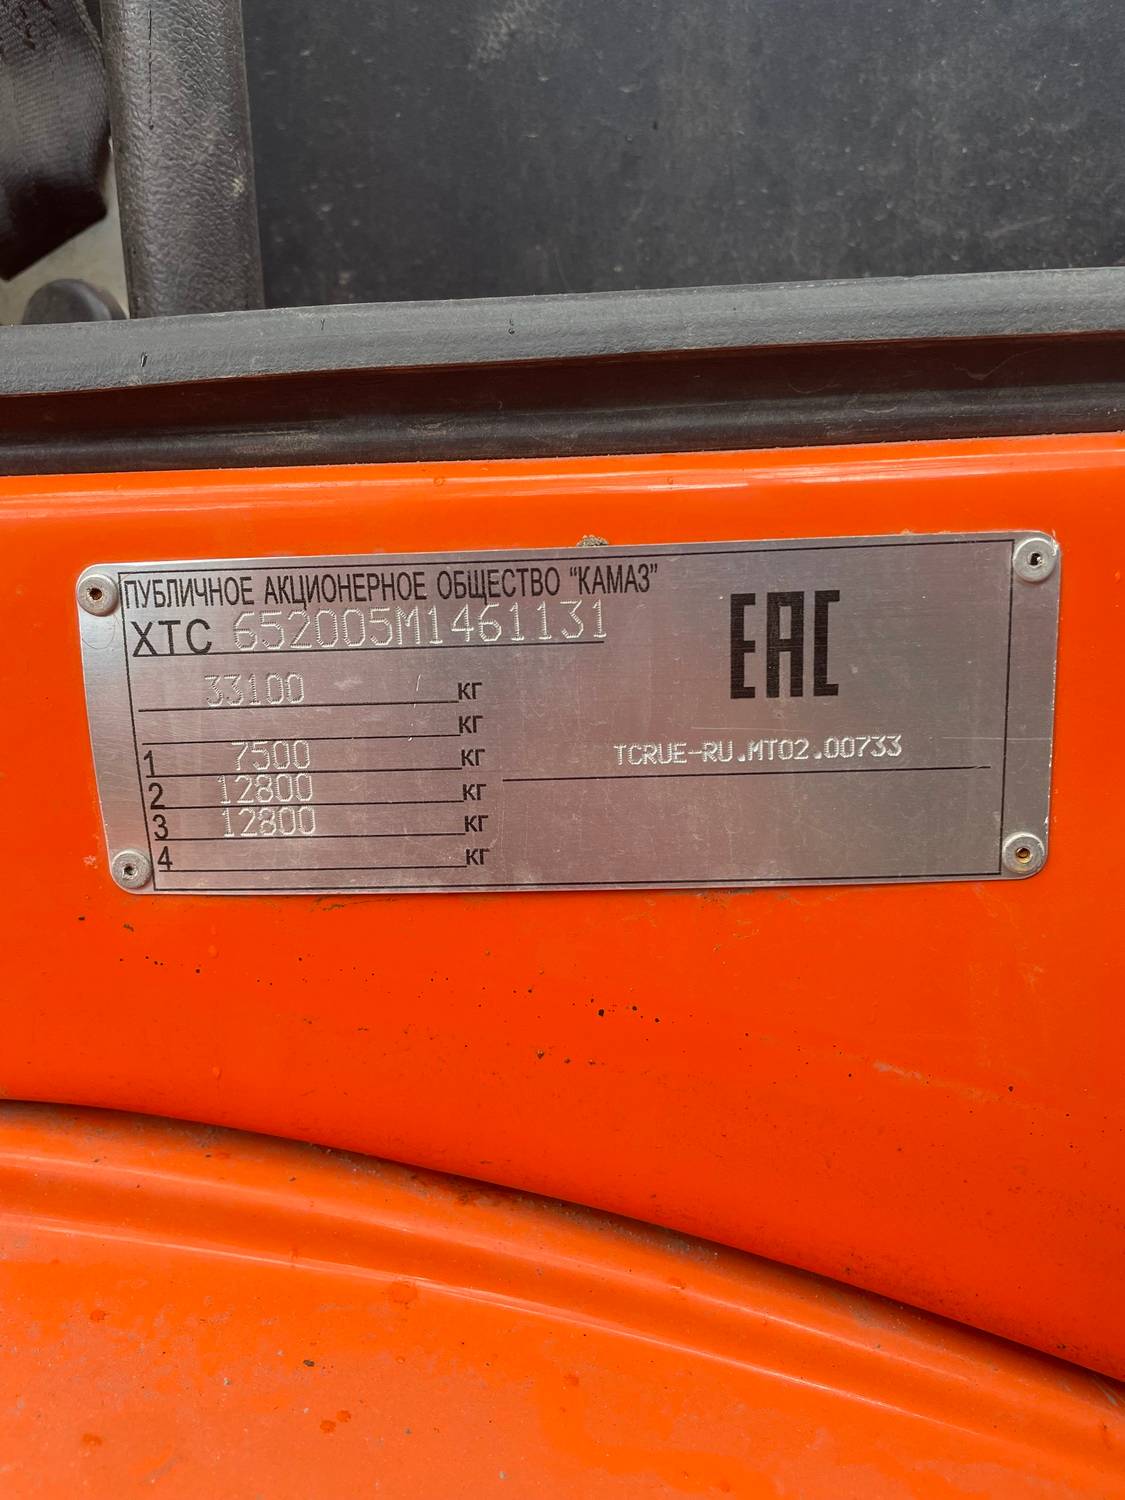 ПУБЛИЧНОЕ АКЦИОНЕРНОЕ ОБЩЕСТВО "КАМАЗ"
XTC 652005M1461131
33100 КГ
КГ
1 7500 КГ
2 12800 КГ
3 12800 КГ
4 КГ
EAC
TCRUE-RU.MT02.00733